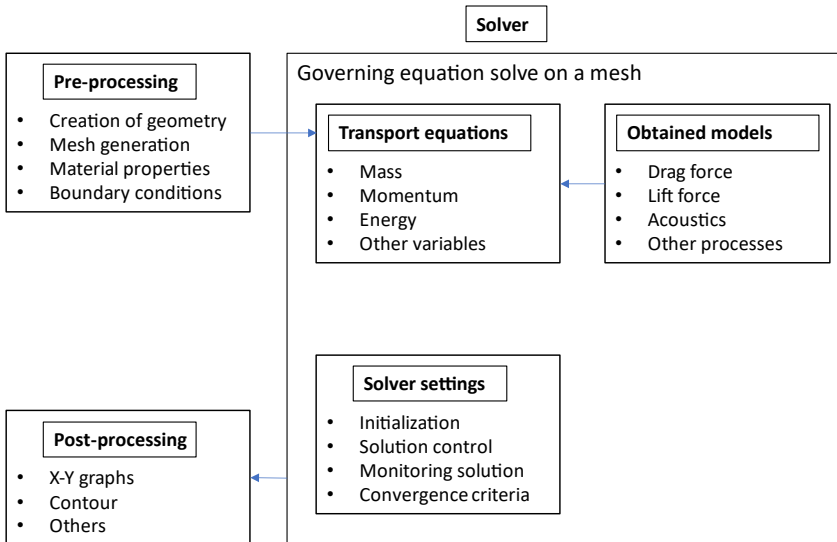 Solver
Pre-processing
• Creation of geometry
• Mesh generation
• Material properties
• Boundary conditions
Governing equation solve on a mesh
Transport equations
• Mass
• Momentum
• Energy
• Other variables
Obtained models
• Drag force
• Lift force
• Acoustics
• Other processes
Solver settings
• Initialization
• Solution control
• Monitoring solution
• Convergence criteria
Post-processing
• X-Y graphs
• Contour
• Others